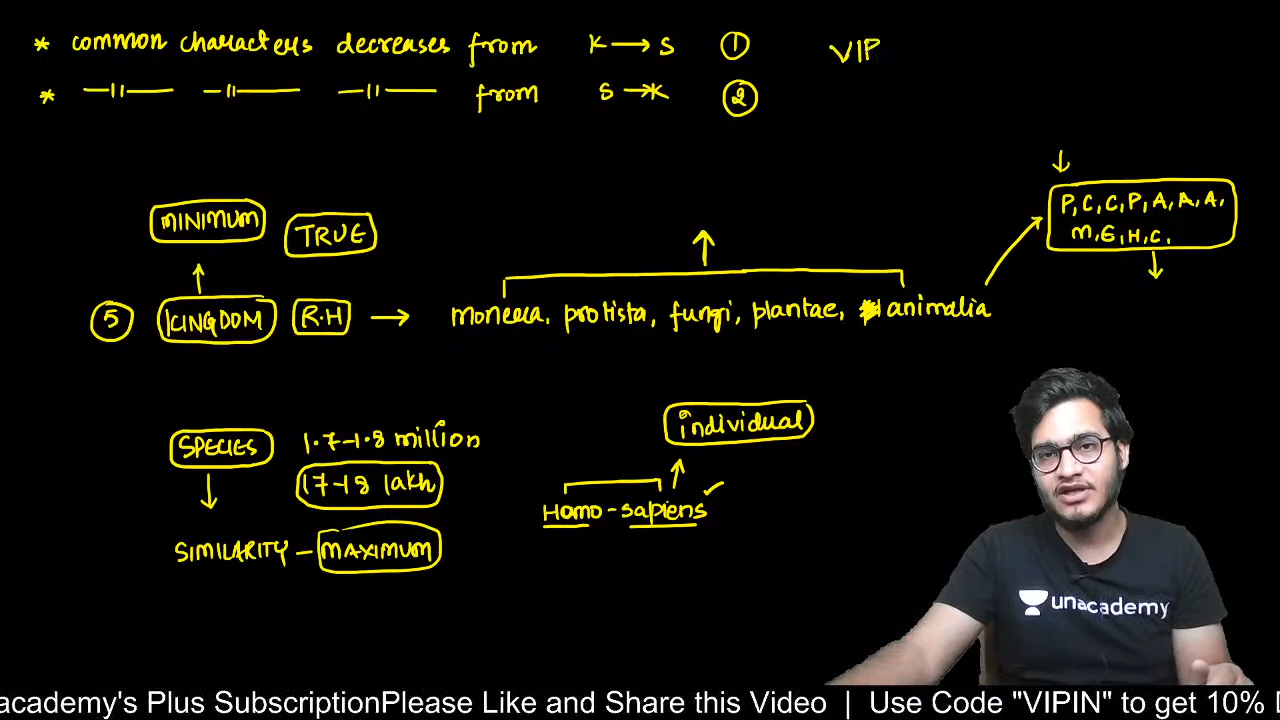 * common characters decreases from K → S ① VIP
* —11— —11— —11— from S → K ②
P, C, C, P, A, A, A,
M, E, H, C,
MINIMUM TRUE
⑤ KINGDOM R.H → monera, protista, fungi, plantae, animalia
individual
SPECIES 1.7-1.8 million
17-18 lakh
Homo - sapiens
SIMILARITY - MAXIMUM
unacademy
academy's Plus SubscriptionPlease Like and Share this Video | Use Code "VIPIN" to get 10%